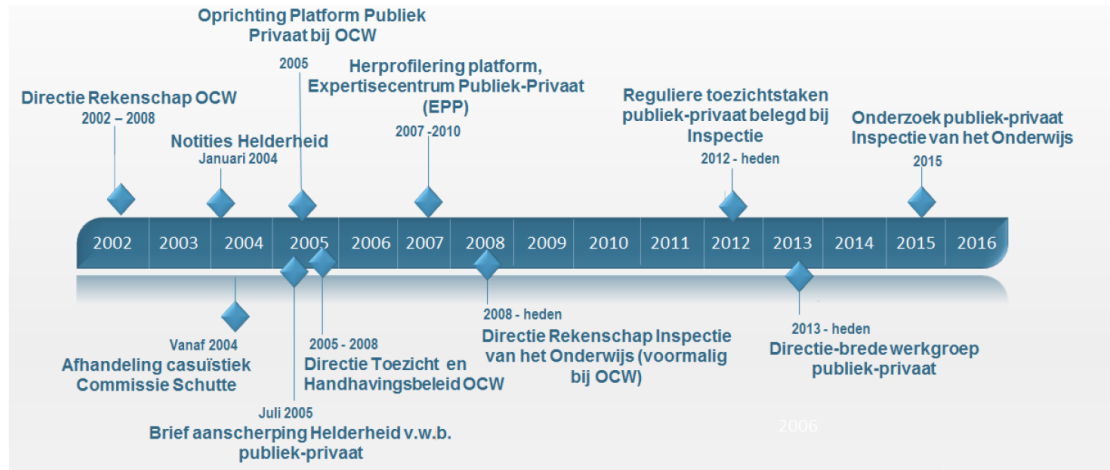 Oprichting Platform Publiek
Privaat bij OCW
2005
Directie Rekenschap OCW
2002 – 2008
Notities Helderheid
Januari 2004
Herprofilering platform,
Expertisecentrum Publiek-Privaat
(EPP)
2007 -2010
Reguliere toezichtstaken
publiek-privaat belegd bij
Inspectie
2012 - heden
Onderzoek publiek-privaat
Inspectie van het Onderwijs
2015
2002 2003 2004 2005 2006 2007 2008 2009 2010 2011 2012 2013 2014 2015 2016
Vanaf 2004
Afhandeling casuïstiek
Commissie Schutte
Juli 2005
Brief aanscherping Helderheid v.w.b.
publiek-privaat
2005 - 2008
Directie Toezicht en
Handhavingsbeleid OCW
2008 - heden
Directie Rekenschap Inspectie
van het Onderwijs (voormalig
bij OCW)
2013 - heden
Directie-brede werkgroep
publiek-privaat
2006